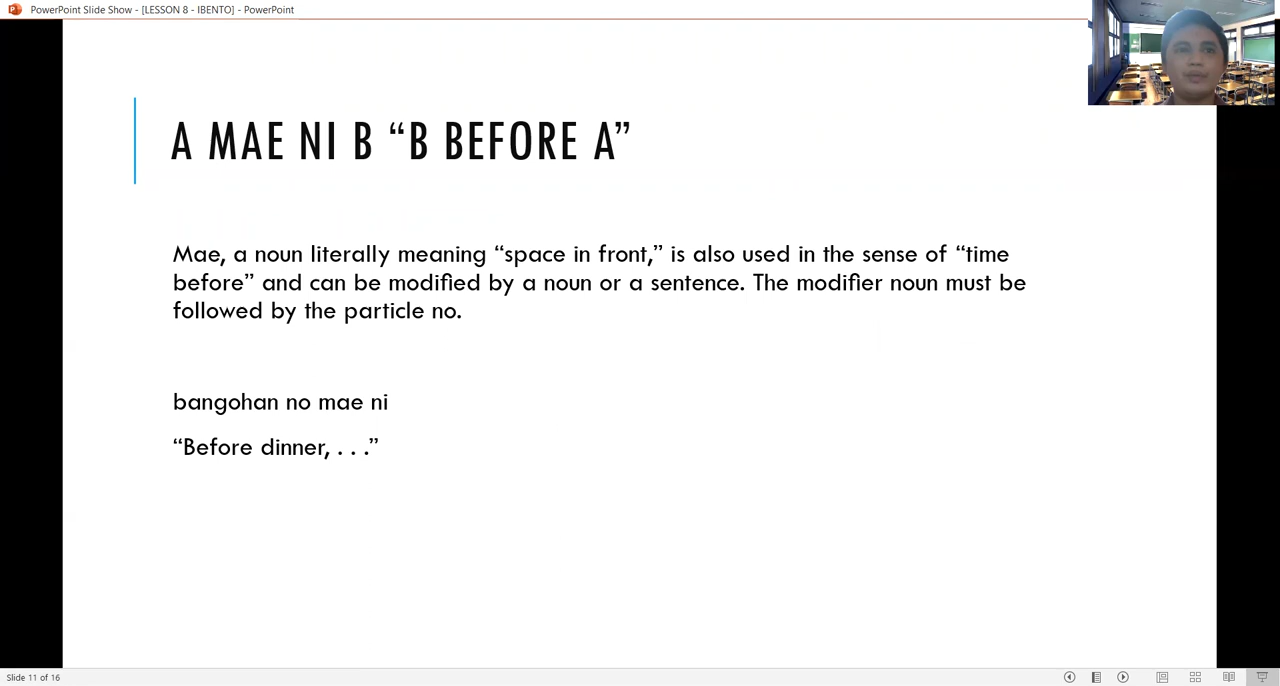 PowerPoint Slide Show - [LESSON 8 - IBENTO] - PowerPoint
A MAE NI B “B BEFORE A”
Mae, a noun literally meaning “space in front,” is also used in the sense of “time
before” and can be modified by a noun or a sentence. The modifier noun must be
followed by the particle no.
bangohan no mae ni
“Before dinner, . . .”
Slide 11 of 16